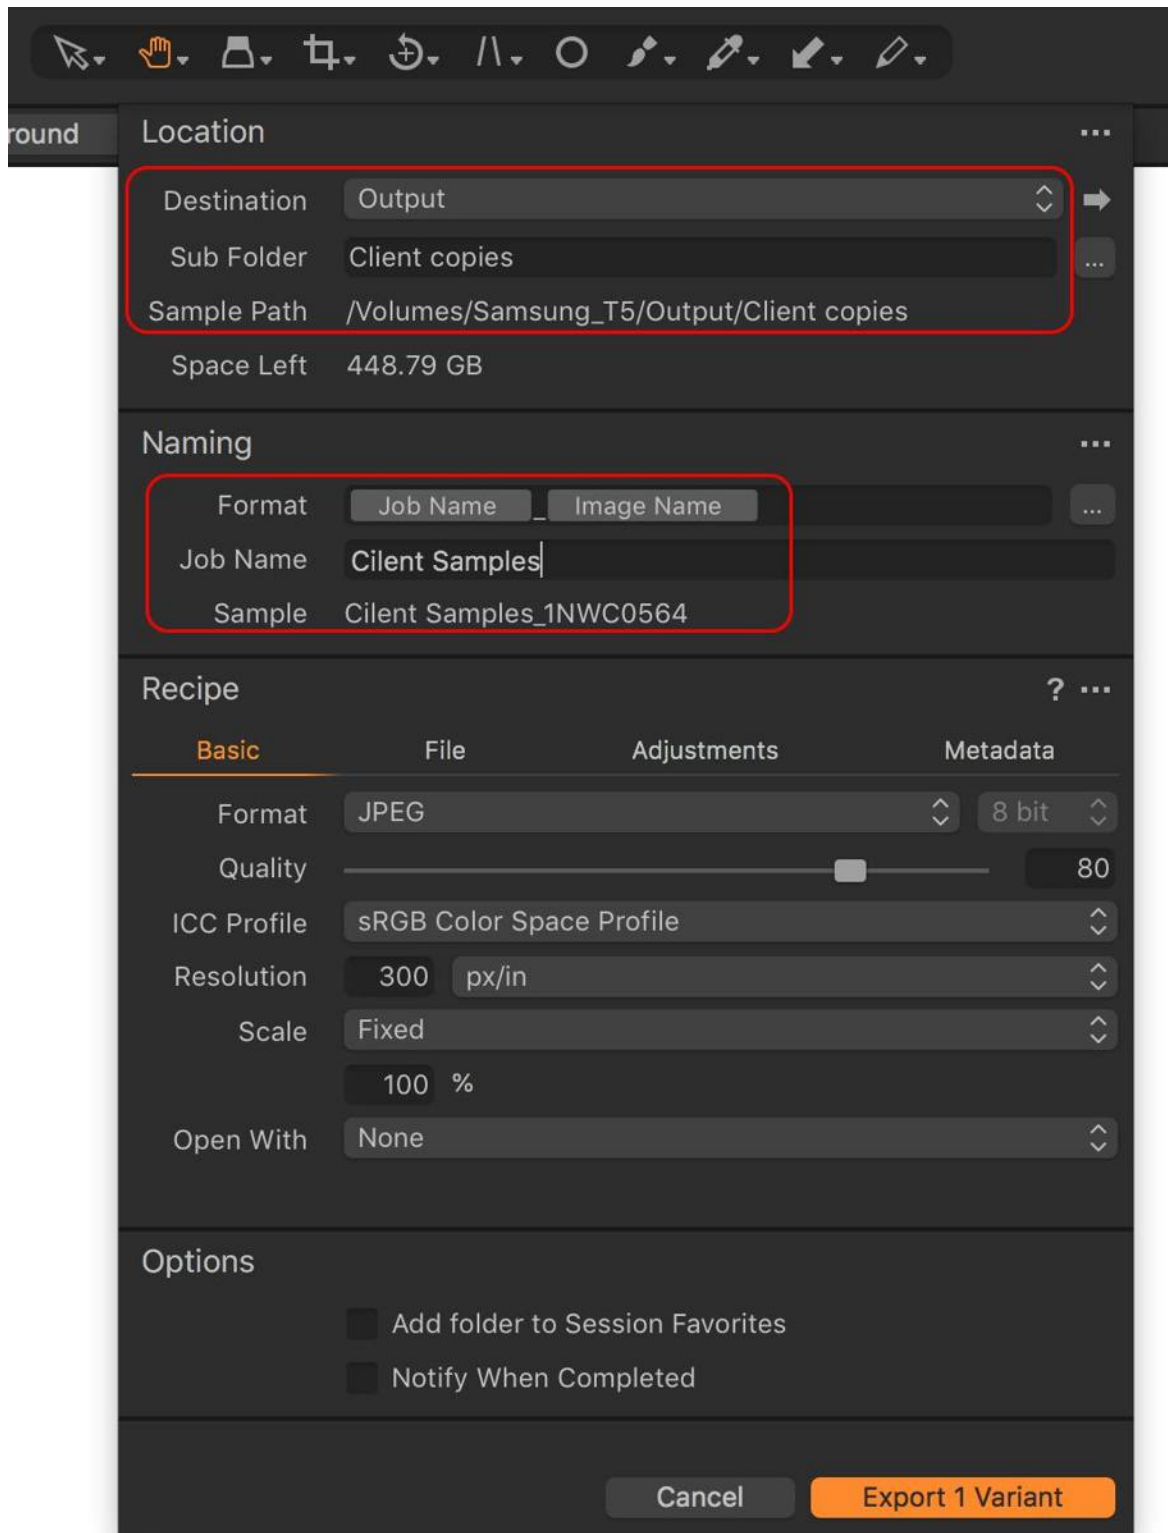 round
Location
Destination Output
Sub Folder Client copies ...
Sample Path /Volumes/Samsung_T5/Output/Client copies
Space Left 448.79 GB
Naming
Format Job Name _ Image Name ...
Job Name Cilent Samples
Sample Cilent Samples_1NWC0564
Recipe ?
Basic File Adjustments Metadata
Format JPEG 8 bit
Quality 80
ICC Profile sRGB Color Space Profile
Resolution 300 px/in
Scale Fixed
100 %
Open With None
Options
Add folder to Session Favorites
Notify When Completed
Cancel Export 1 Variant